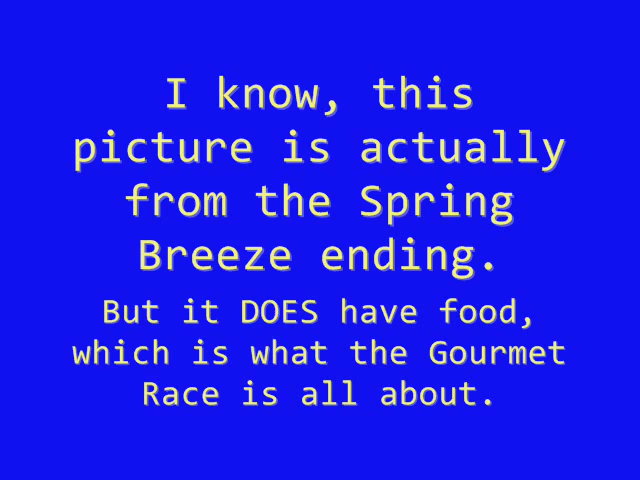 I know, this
picture is actually
from the Spring
Breeze ending.
But it DOES have food,
which is what the Gourmet
Race is all about.